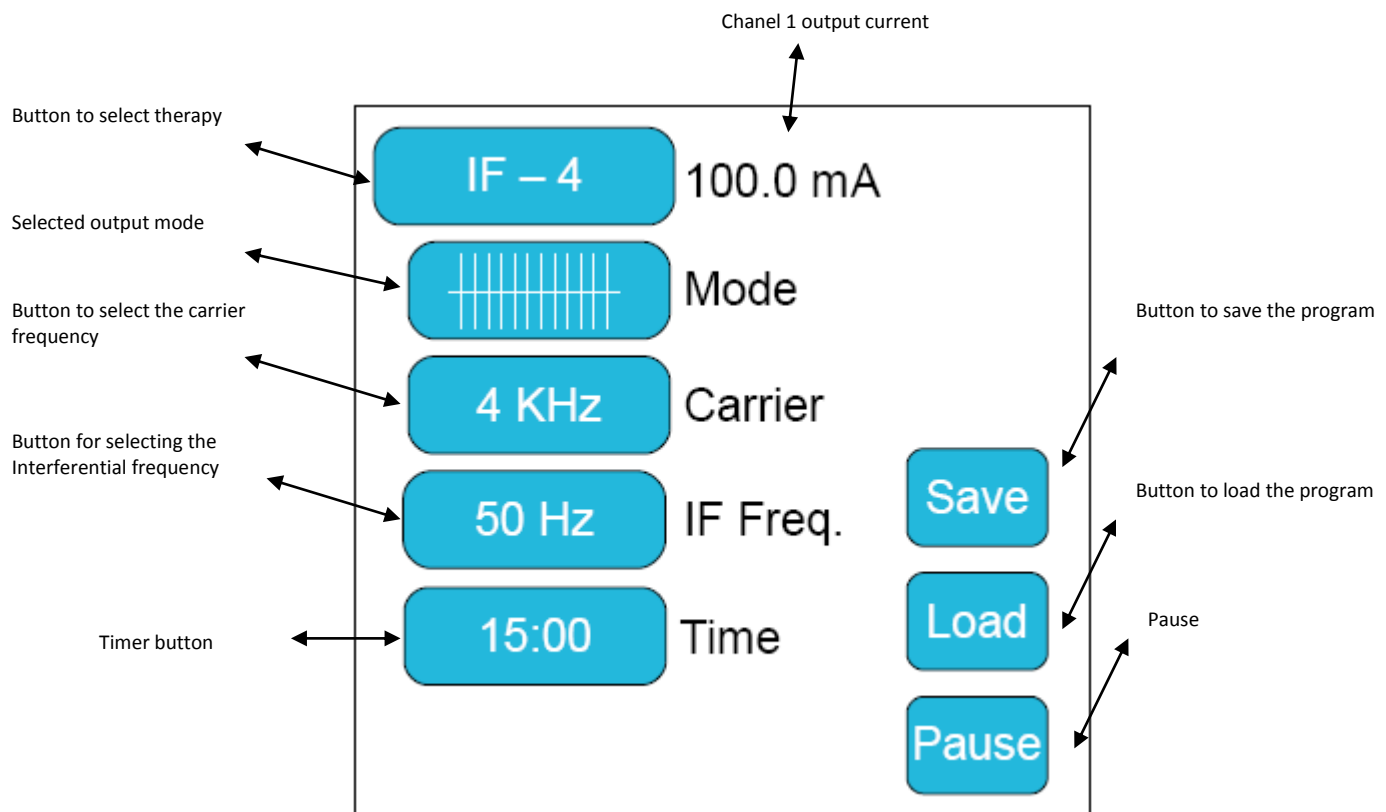 Chanel 1 output current
Button to select therapy
IF – 4
100.0 mA
Selected output mode
Mode
Button to select the carrier
frequency
4 KHz
Carrier
Button to save the program
Button for selecting the
Interferential frequency
50 Hz
IF Freq.
Save
Button to load the program
Timer button
15:00
Time
Load
Pause
Pause